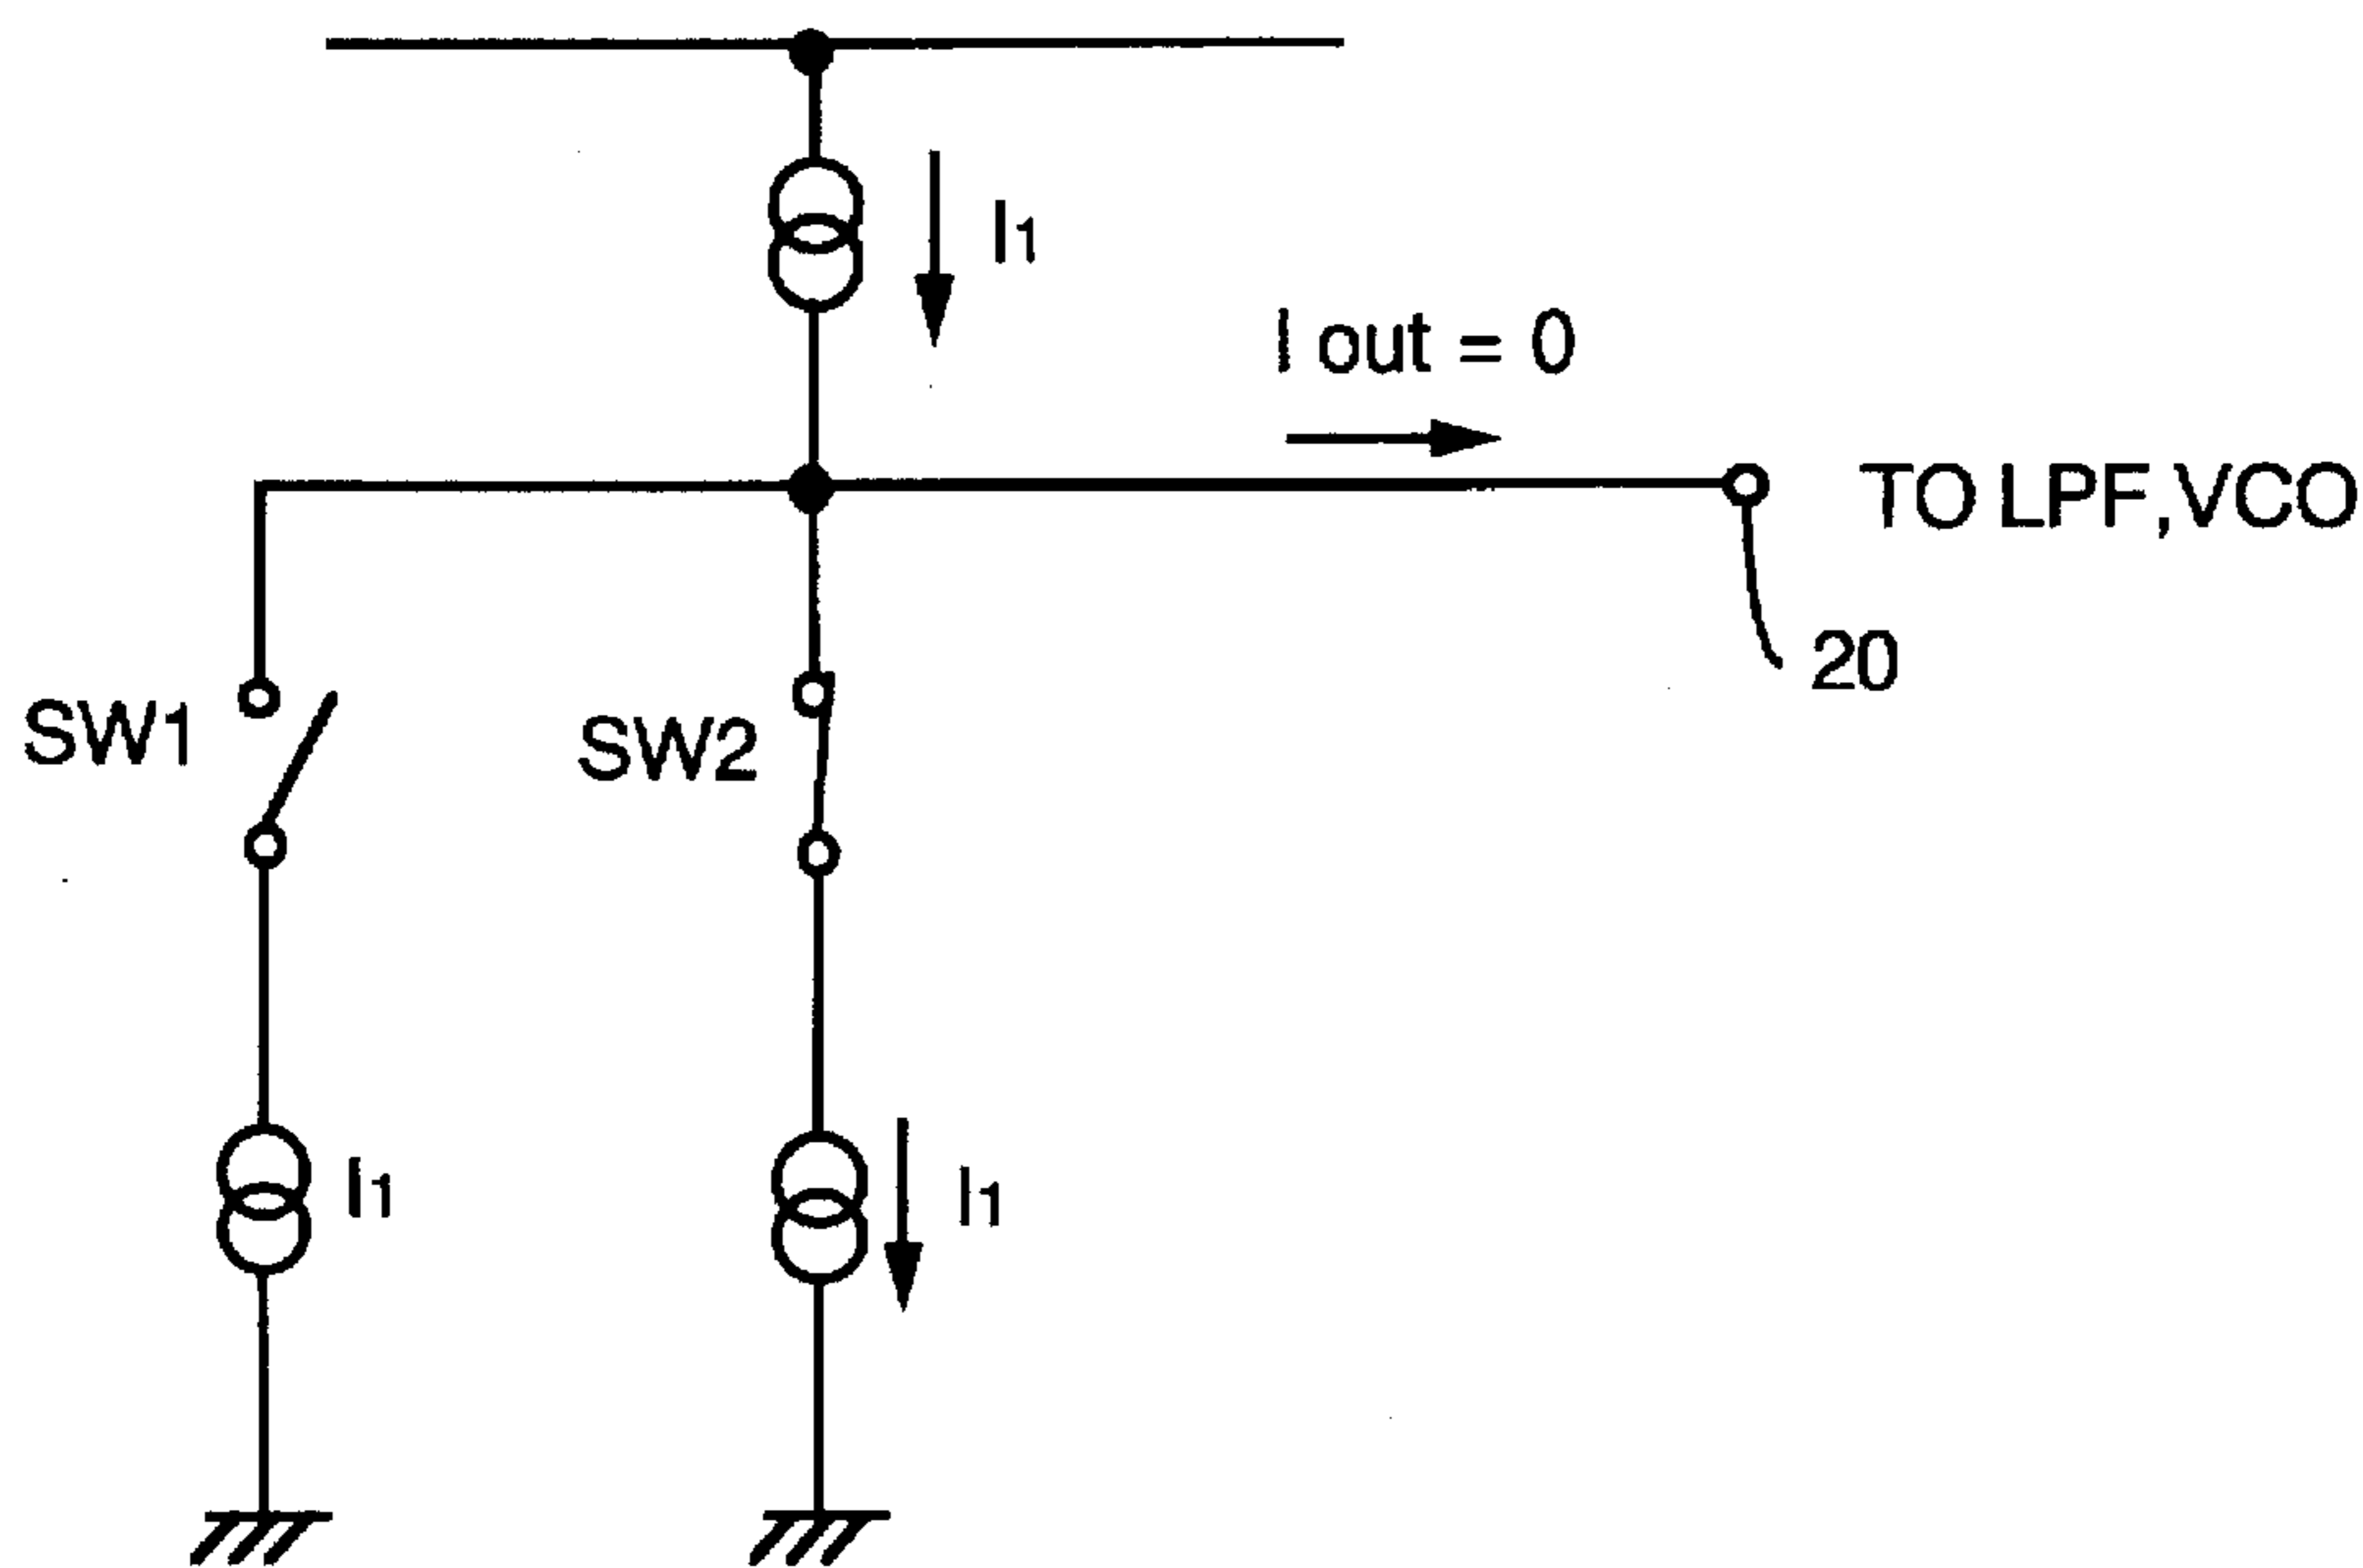 I1
I out = 0
TO LPF,VCO
20
SW1
SW2
I1
I1